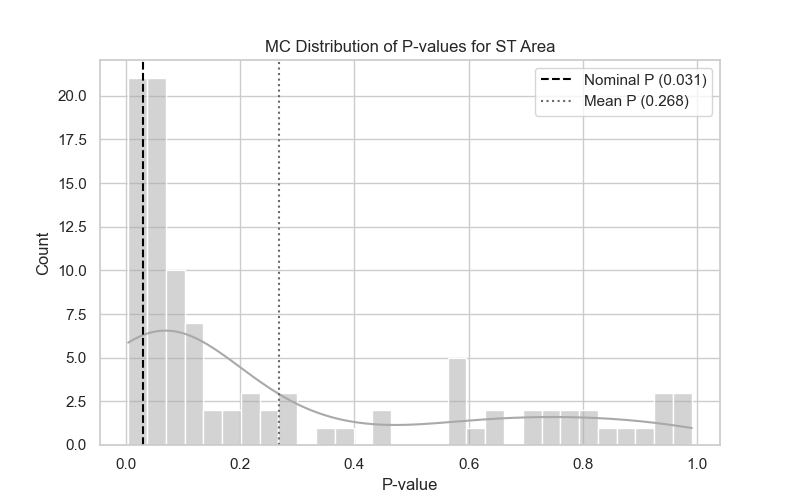 MC Distribution of P-values for ST Area
Nominal P (0.031)
Mean P (0.268)
Count
20.0
17.5
15.0
12.5
10.0
7.5
5.0
2.5
0.0
0.0 0.2 0.4 0.6 0.8 1.0
P-value